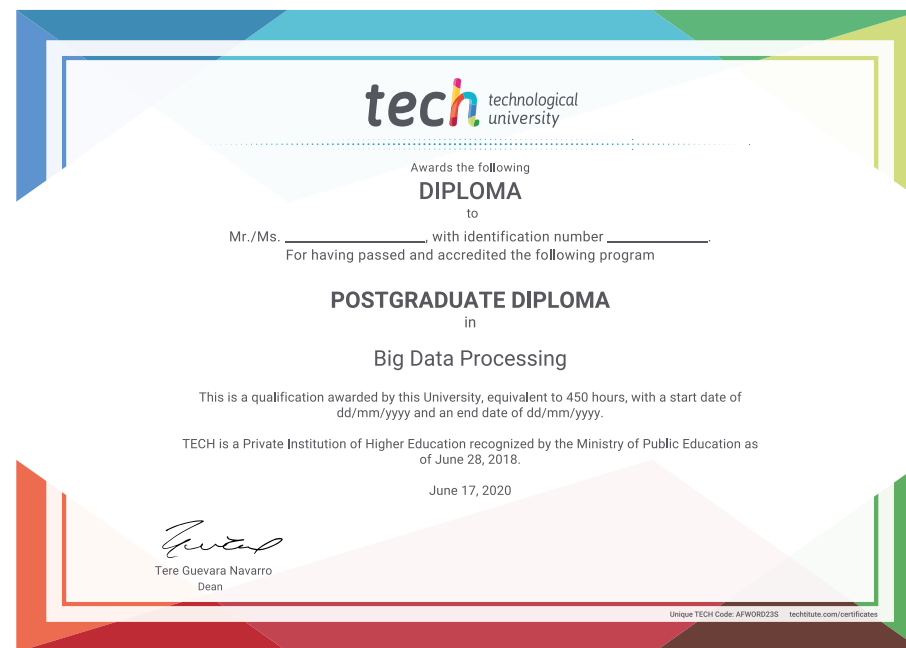 tech technological
university
Awards the following
DIPLOMA
to
Mr./Ms. ____________________, with identification number ______________.
For having passed and accredited the following program
POSTGRADUATE DIPLOMA
in
Big Data Processing
This is a qualification awarded by this University, equivalent to 450 hours, with a start date of
dd/mm/yyyy and an end date of dd/mm/yyyy.
TECH is a Private Institution of Higher Education recognized by the Ministry of Public Education as
of June 28, 2018.
June 17, 2020
Tere Guevara Navarro
Dean
Unique TECH Code: AFWORD23S techtitute.com/certificates